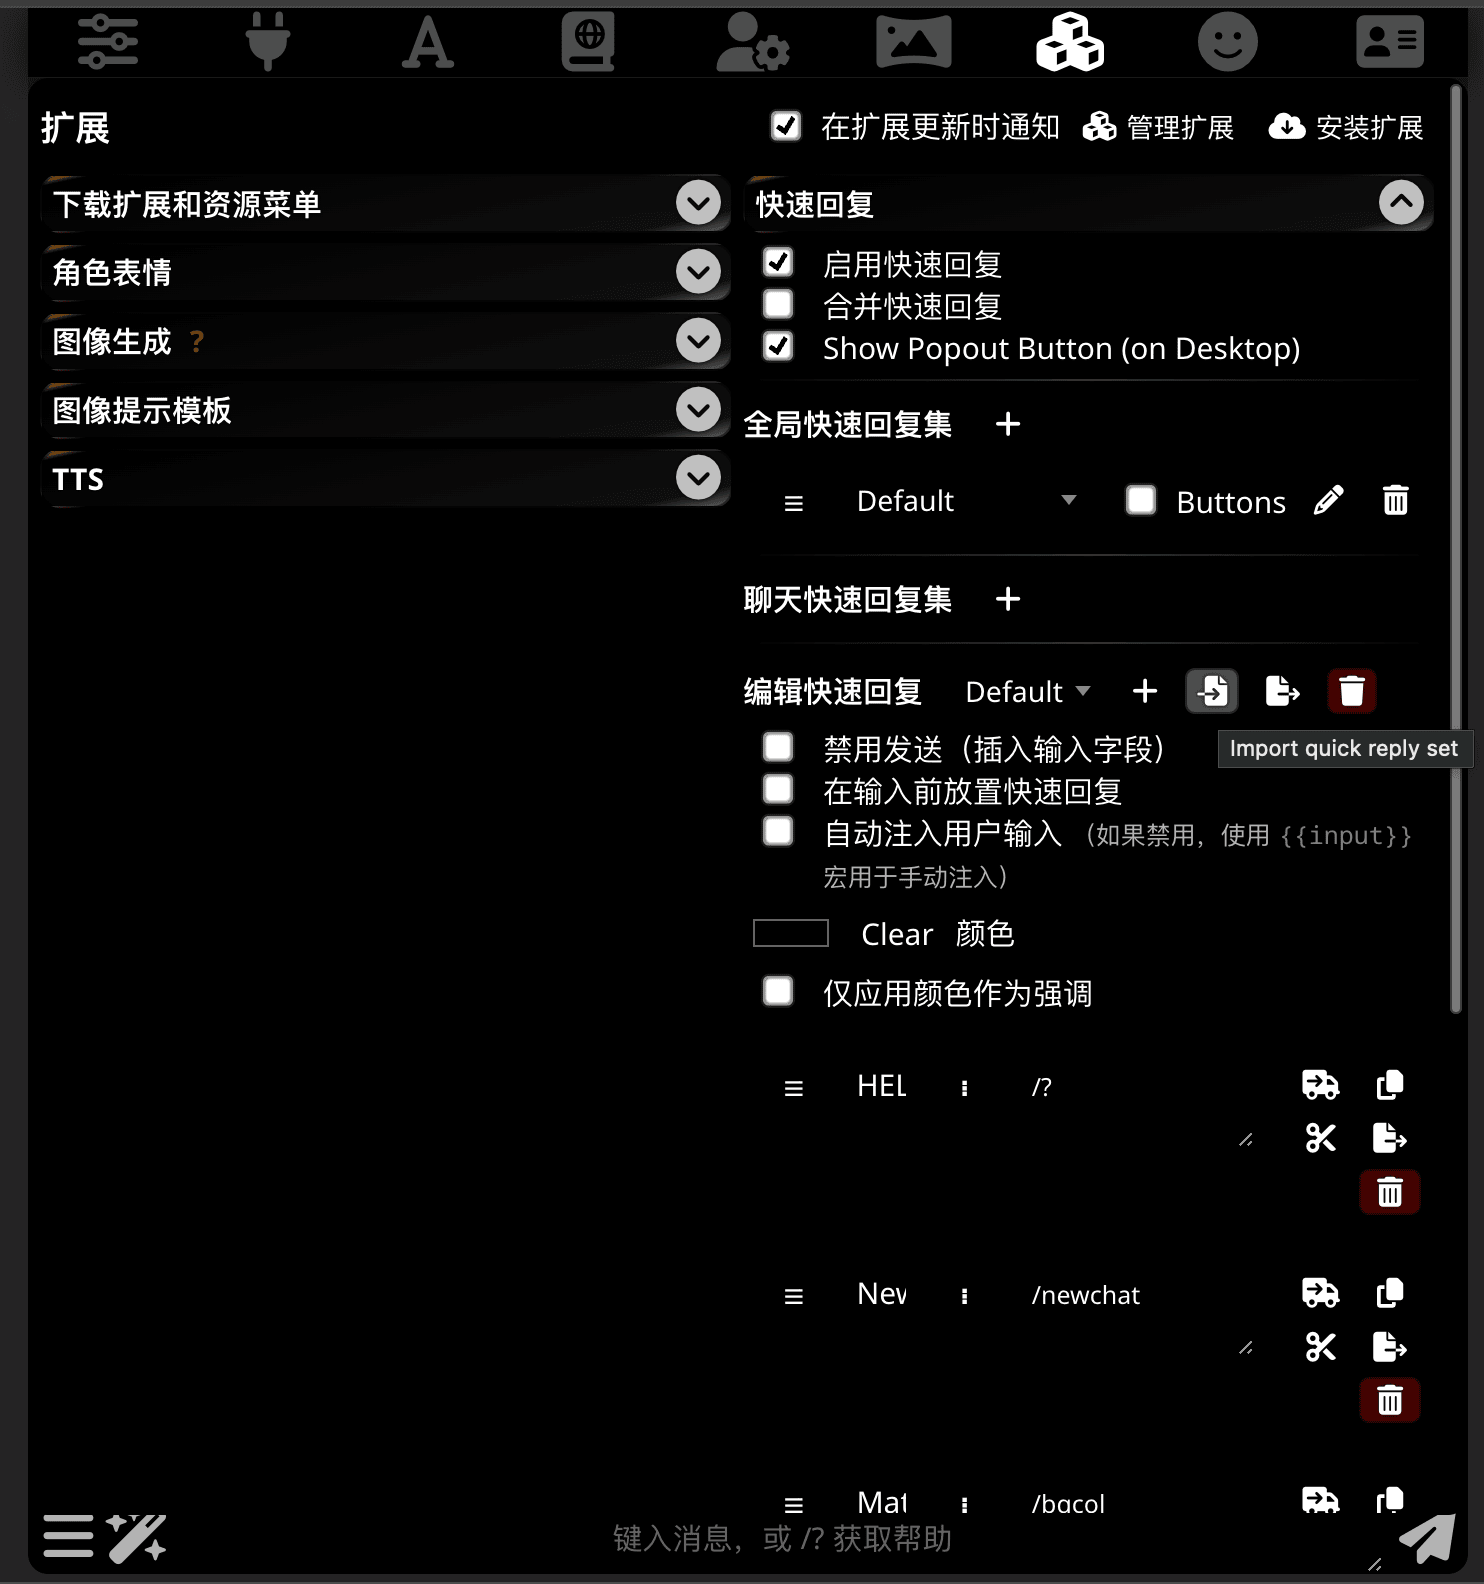 扩展
在扩展更新时通知 管理扩展 安装扩展
下载扩展和资源菜单
角色表情
图像生成 ?
图像提示模板
TTS
快速回复
启用快速回复
合并快速回复
Show Popout Button (on Desktop)
全局快速回复集 +
Default Buttons
聊天快速回复集 +
编辑快速回复 Default +
Import quick reply set
禁用发送（插入输入字段）
在输入前放置快速回复
自动注入用户输入 （如果禁用，使用 {{input}}
宏用于手动注入）
Clear 颜色
仅应用颜色作为强调
HEL /?
New /newchat
Mat /bgcol
键入消息，或 /? 获取帮助